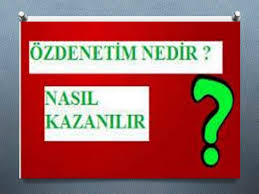 ÖZDENETİM NEDİR ?
NASIL
KAZANILIR
?